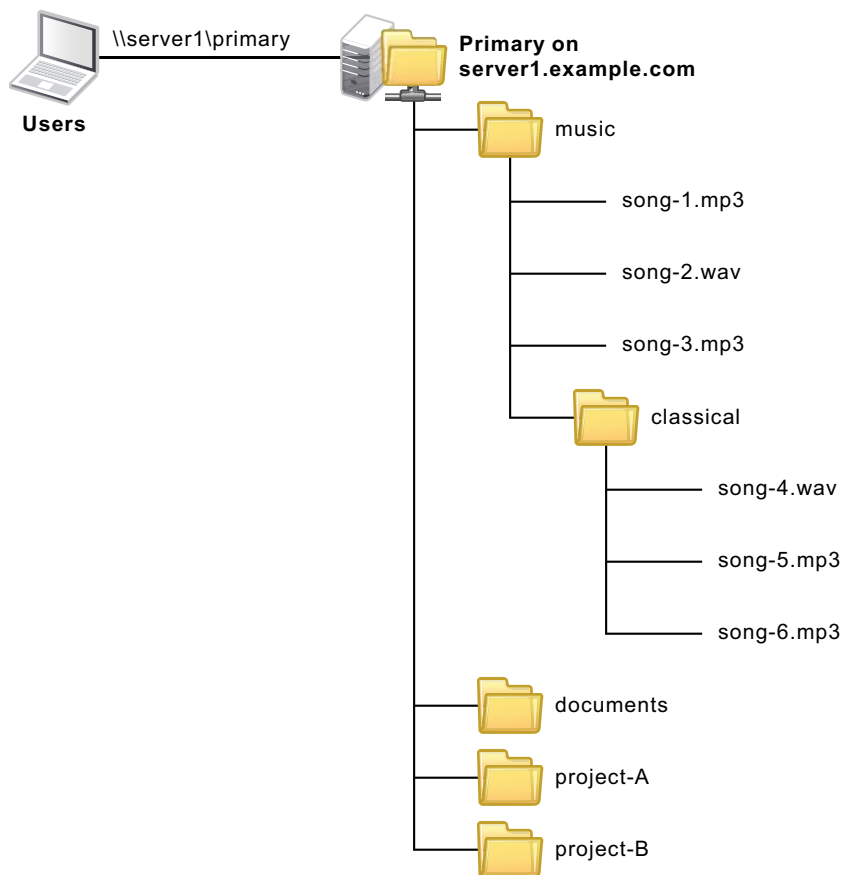 \\server1\primary
Users
Primary on
server1.example.com
music
song-1.mp3
song-2.wav
song-3.mp3
classical
song-4.wav
song-5.mp3
song-6.mp3
documents
project-A
project-B